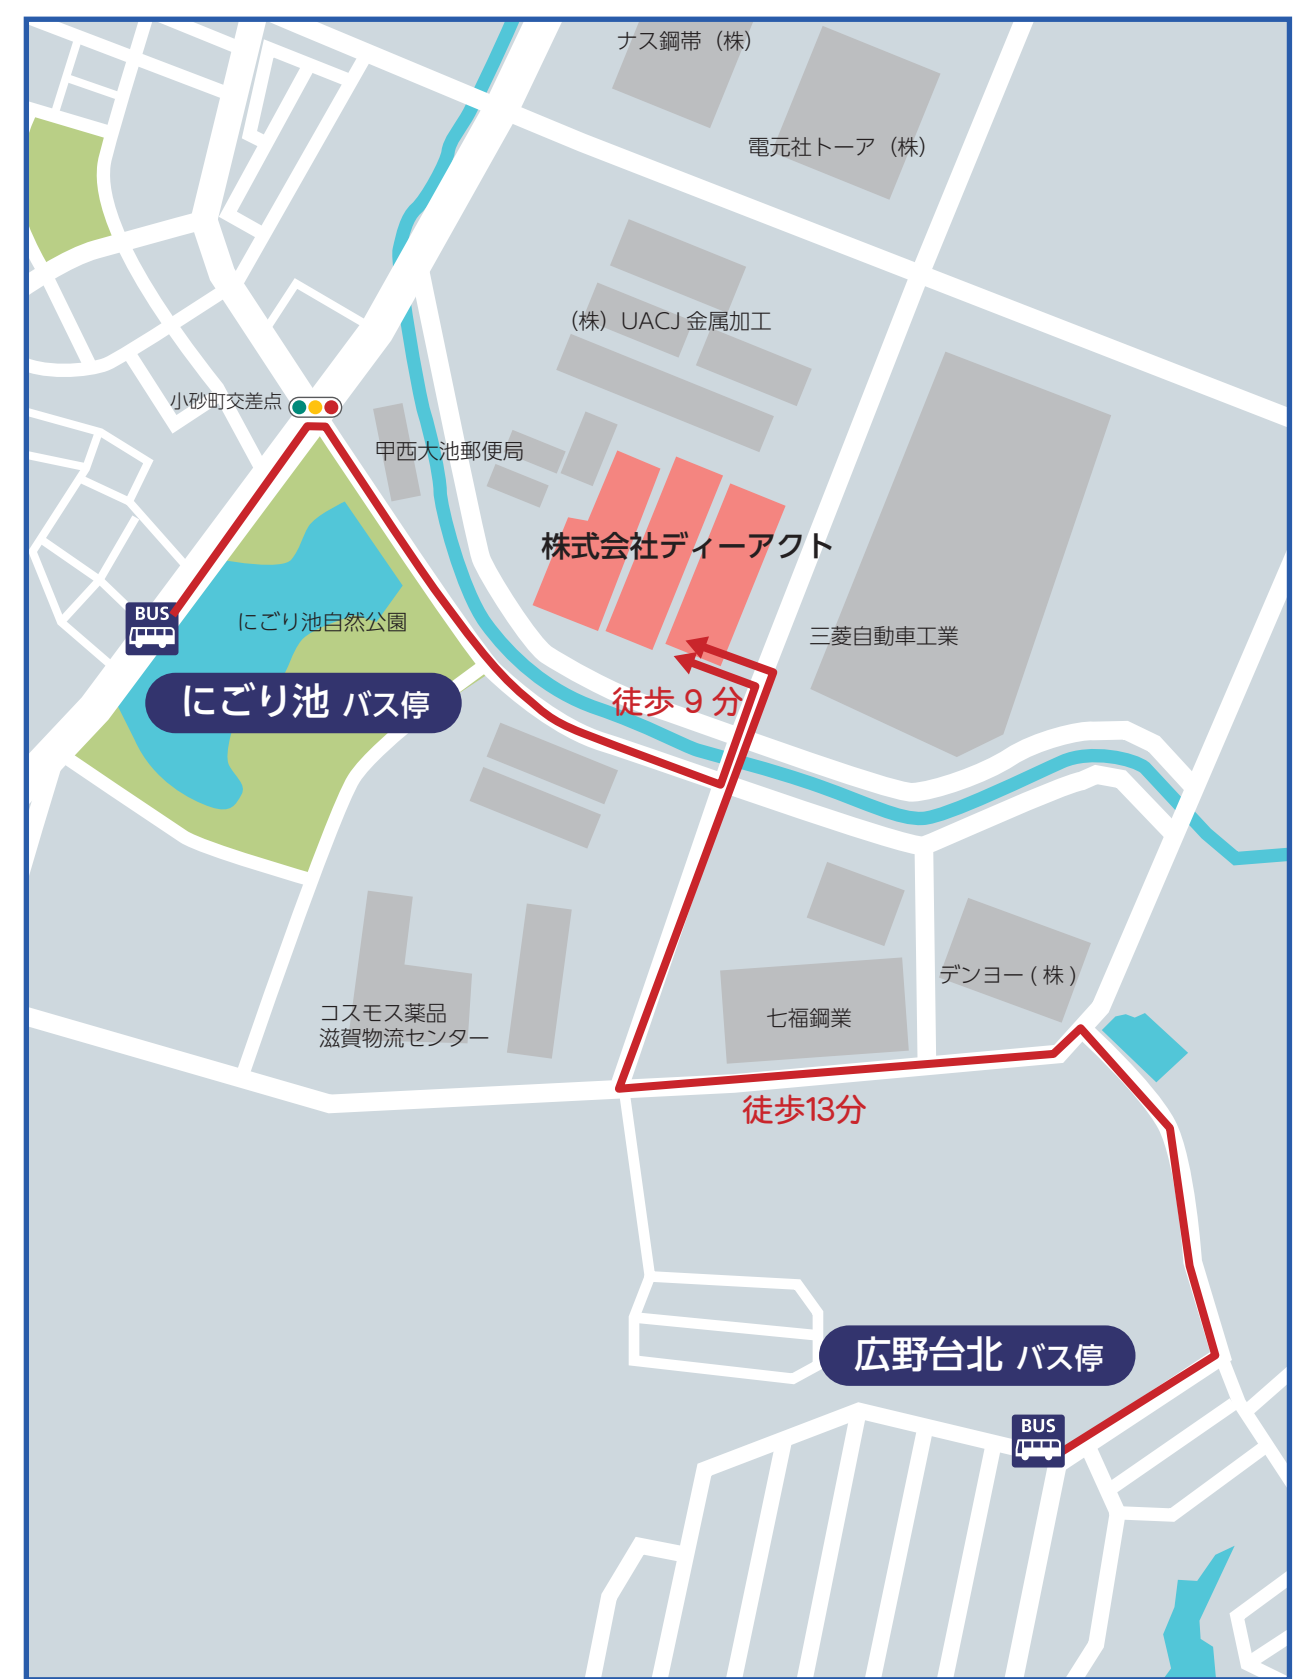 ナス鋼帯（株）
電元社トーア（株）
（株）UACJ 金属加工
小砂町交差点
甲西大池郵便局
株式会社ディーアクト
BUS
にごり池自然公園
三菱自動車工業
にごり池 バス停
徒歩 9 分
デンヨー ( 株 )
コスモス薬品
滋賀物流センター
七福鋼業
徒歩13分
広野台北 バス停
BUS